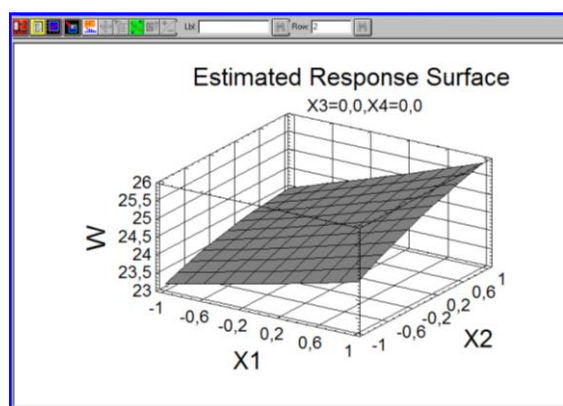 Lbl: Row: 2
Estimated Response Surface
X3=0,0,X4=0,0
26
25,5
25
24,5
24
23,5
23
W
-1 -0,6 -0,2 0,2 0,6 1
X1
-1 -0,6 -0,2 0,2 0,6 1
X2